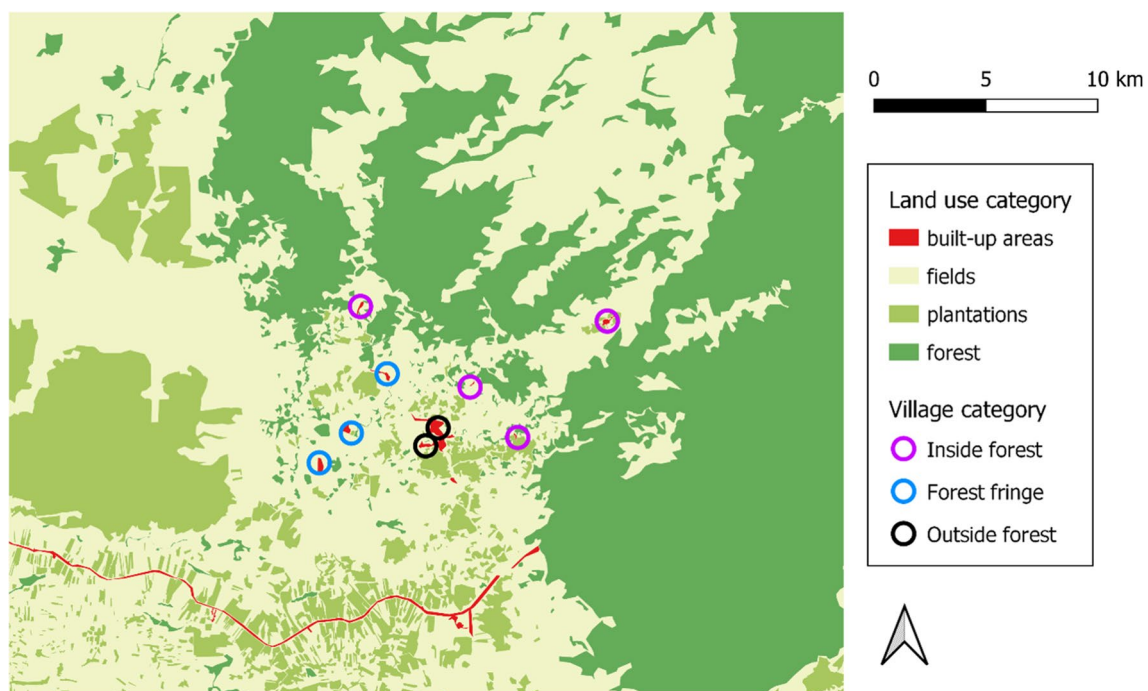 0 5 10 km
Land use category
built-up areas
fields
plantations
forest
Village category
Inside forest
Forest fringe
Outside forest